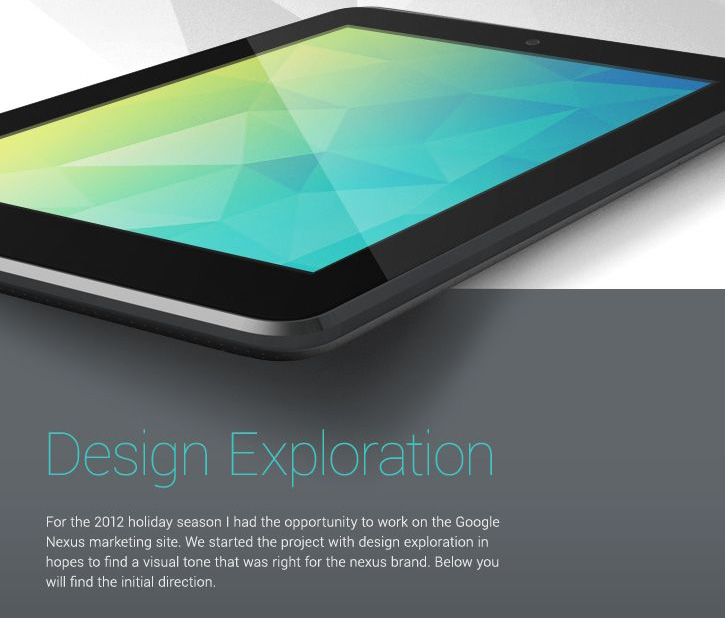 Design Exploration
For the 2012 holiday season I had the opportunity to work on the Google
Nexus marketing site. We started the project with design exploration in
hopes to find a visual tone that was right for the nexus brand. Below you
will find the initial direction.